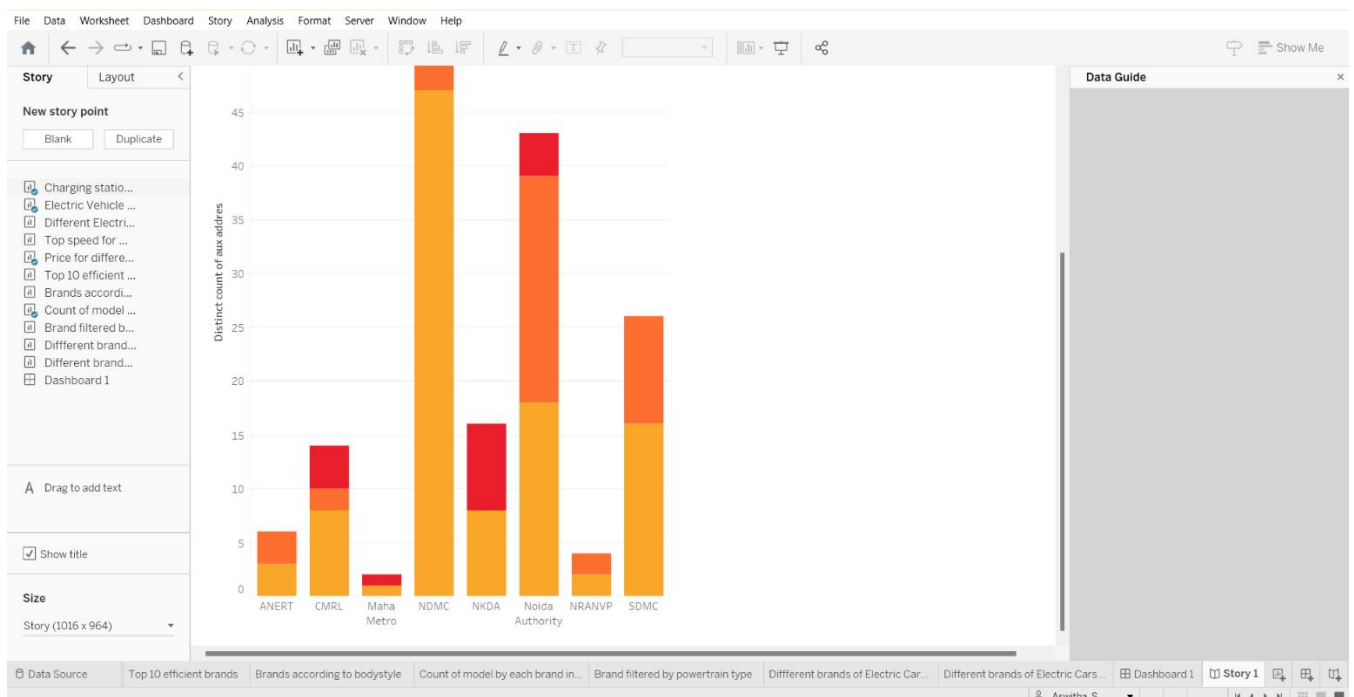 File Data Worksheet Dashboard Story Analysis Format Server Window Help
Show Me
Story Layout
Data Guide
New story point
Blank Duplicate
Charging statio...
Electric Vehicle ...
Different Electri...
Top speed for ...
Price for differe...
Top 10 efficient ...
Brands accordi...
Count of model ...
Brand filtered b...
Diffferent brand...
Different brand...
Dashboard 1
A Drag to add text
Show title
Size
Story (1016 x 964)
Distinct count of aux addres
45
40
35
30
25
20
15
10
5
0
ANERT CMRL Maha Metro NDMC NKDA Noida Authority NRANVP SDMC
Data Source Top 10 efficient brands Brands according to bodystyle Count of model by each brand in... Brand filtered by powertrain type Diffferent brands of Electric Car... Different brands of Electric Cars... Dashboard 1 Story 1